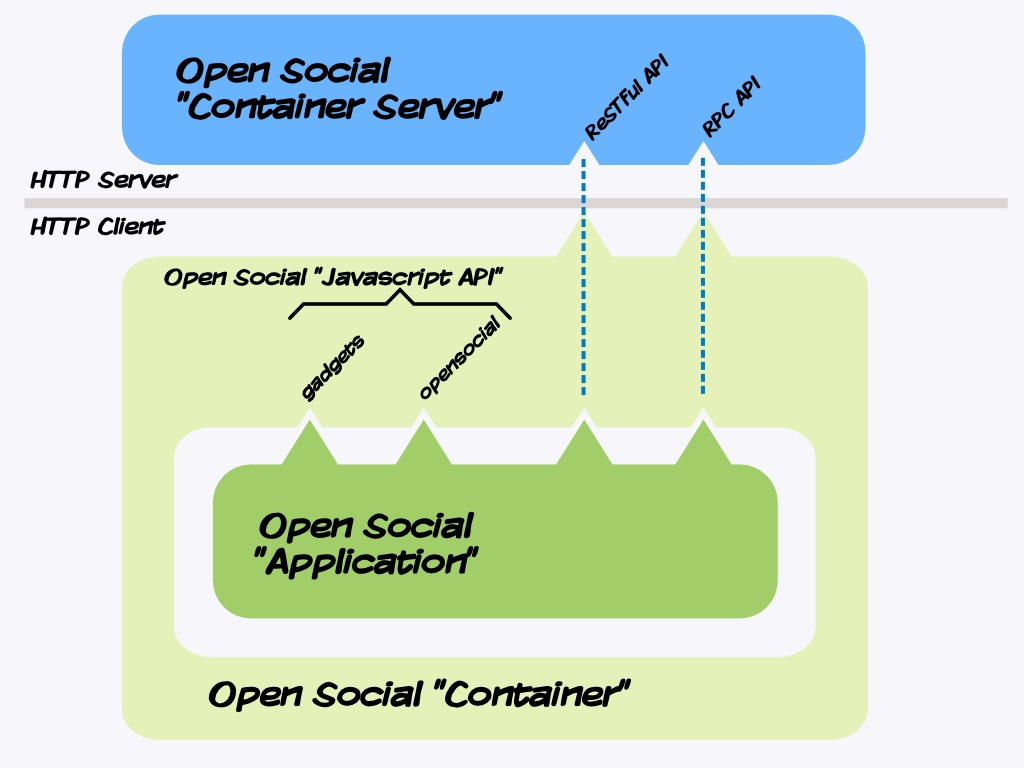 Open Social
"Container Server"
ReSTful API
RPC API
HTTP Server
HTTP Client
Open Social "Javascript API"
gadgets
opensocial
Open Social
"Application"
Open Social "Container"